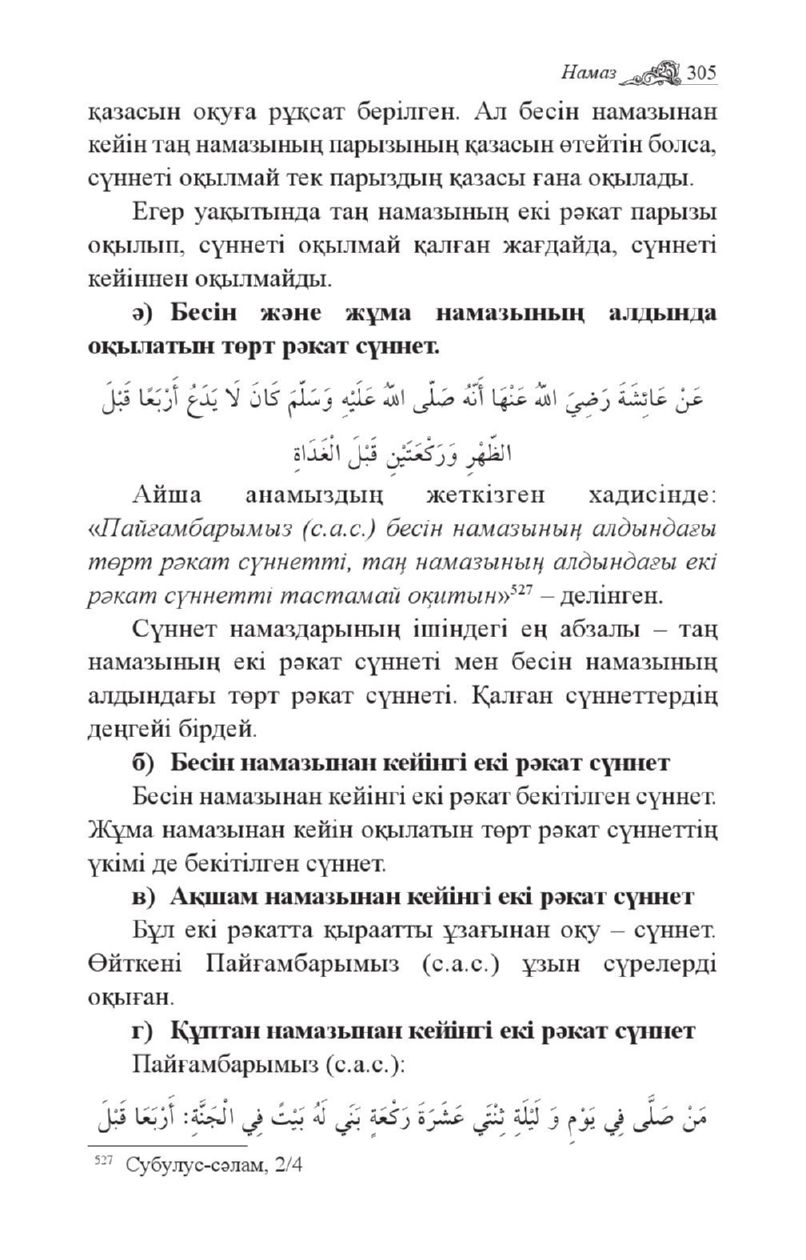 Намаз 305
қазасын оқуға рұқсат берілген. Ал бесін намазынан
кейін таң намазының парызының қазасын өтейтін болса,
сүннеті оқылмай тек парыздың қазасы ғана оқылады.
Егер уақытында таң намазының екі рәкат парызы
оқылып, сүннеті оқылмай қалған жағдайда, сүннеті
кейіннен оқылмайды.
ә) Бесін және жұма намазының алдында
оқылатын төрт рәкат сүннет.
عَنْ عَائِشَةَ رَضِيَ اللهُ عَنْهَا أَنَّهُ صَلَّى اللهُ عَلَيْهِ وَسَلَّمَ كَانَ لَا يَدَعُ أَرْبَعًا قَبْلَ
الظُّهْرِ وَرَكْعَتَيْنِ قَبْلَ الْغَدَاةِ
Айша анамыздың жеткізген хадисінде:
«Пайғамбарымыз (с.а.с.) бесін намазының алдындағы
төрт рәкат сүннетті, таң намазының алдындағы екі
рәкат сүннетті тастамай оқитын»⁵²⁷ – делінген.
Сүннет намаздарының ішіндегі ең абзалы – таң
намазының екі рәкат сүннеті мен бесін намазының
алдындағы төрт рәкат сүннеті. Қалған сүннеттердің
деңгейі бірдей.
б) Бесін намазынан кейінгі екі рәкат сүннет
Бесін намазынан кейінгі екі рәкат бекітілген сүннет.
Жұма намазынан кейін оқылатын төрт рәкат сүннеттің
үкімі де бекітілген сүннет.
в) Ақшам намазынан кейінгі екі рәкат сүннет
Бұл екі рәкатта қыраатты ұзағынан оқу – сүннет.
Өйткені Пайғамбарымыз (с.а.с.) ұзын сүрелерді
оқыған.
г) Құптан намазынан кейінгі екі рәкат сүннет
Пайғамбарымыз (с.а.с.):
مَنْ صَلَّى فِي يَوْمٍ وَ لَيْلَةٍ ثِنْتَي عَشَرَةَ رَكْعَةٍ بَنَي لَهُ بَيْتٌ فِي الْجَنَّةِ: أَرْبَعَا قَبْلَ
⁵²⁷ Субулус-сәлам, 2/4